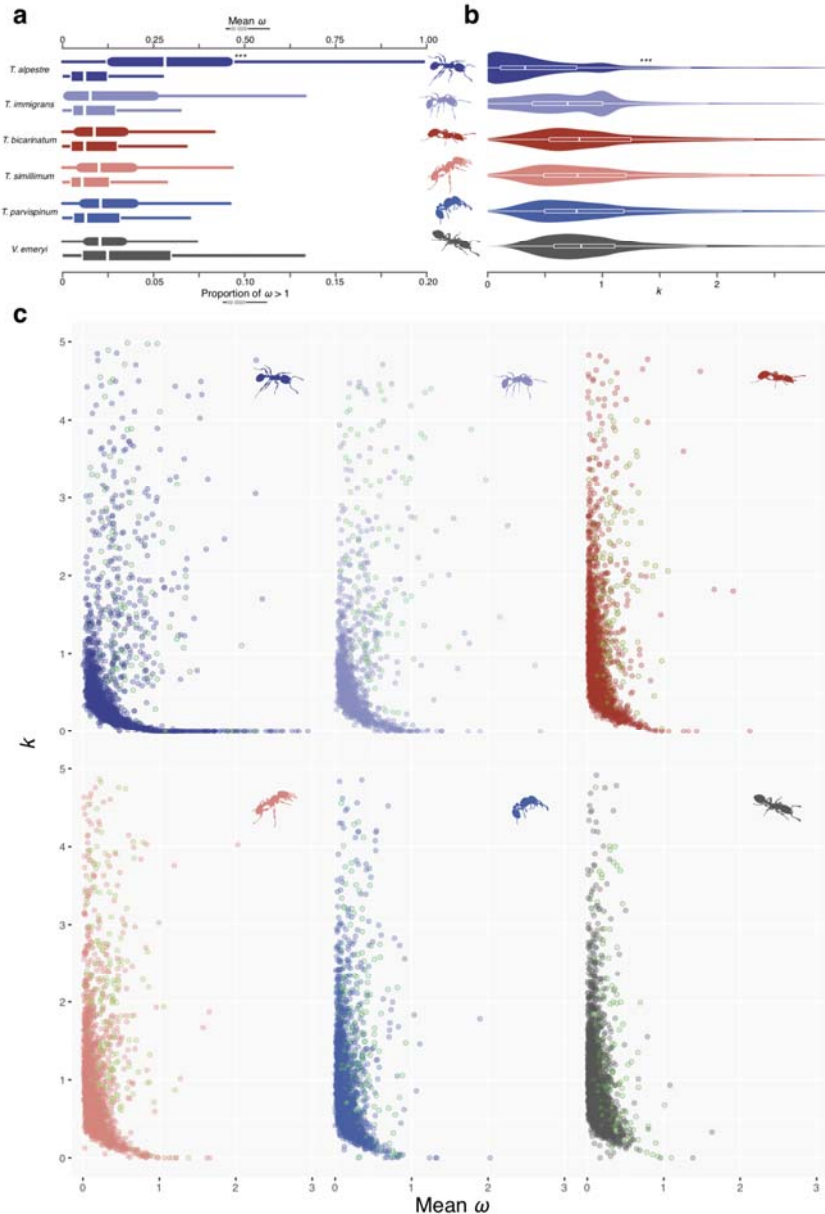 a
Mean ω
0 0.25 0.50 0.75 1.00
T. alpestre
***
T. immigrans
T. bicarinatum
T. simillimum
T. parvispinum
V. emeryi
0 0.05 0.10 0.15 0.20
Proportion of ω > 1
b
***
0 1 2
k
c
5
4
3
2
1
0
k
5
4
3
2
1
0
0 1 2 3 0 1 2 3 0 1 2 3
Mean ω